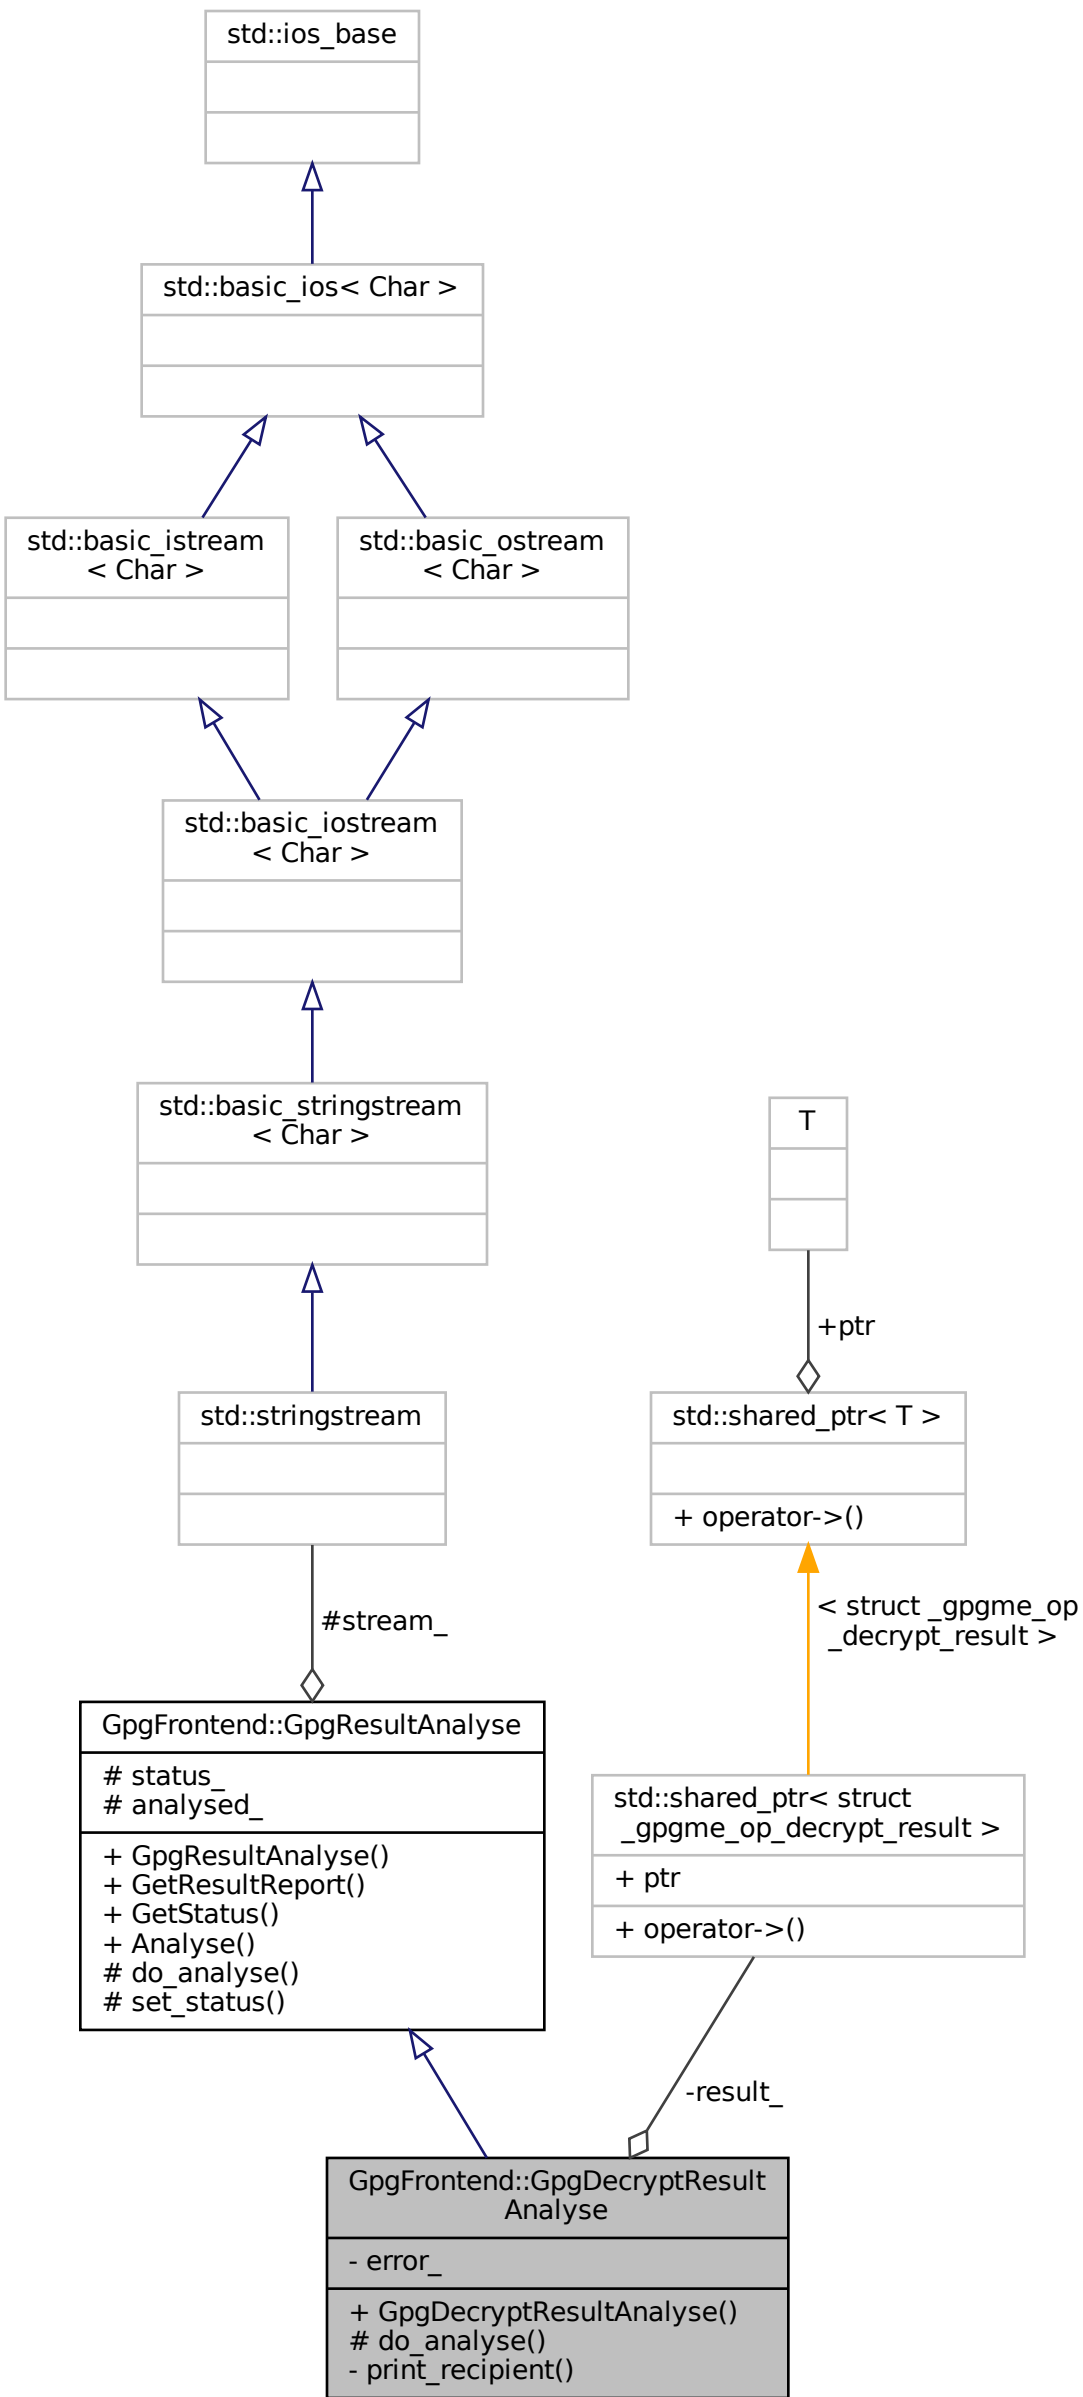 std::ios_base
std::basic_ios< Char >
std::basic_istream
< Char >
std::basic_ostream
< Char >
std::basic_iostream
< Char >
std::basic_stringstream
< Char >
T
+ptr
std::stringstream
std::shared_ptr< T >
+ operator->()
#stream_
< struct _gpgme_op
_decrypt_result >
GpgFrontend::GpgResultAnalyse
# status_
# analysed_
+ GpgResultAnalyse()
+ GetResultReport()
+ GetStatus()
+ Analyse()
# do_analyse()
# set_status()
std::shared_ptr< struct
_gpgme_op_decrypt_result >
+ ptr
+ operator->()
-result_
GpgFrontend::GpgDecryptResult
Analyse
- error_
+ GpgDecryptResultAnalyse()
# do_analyse()
- print_recipient()